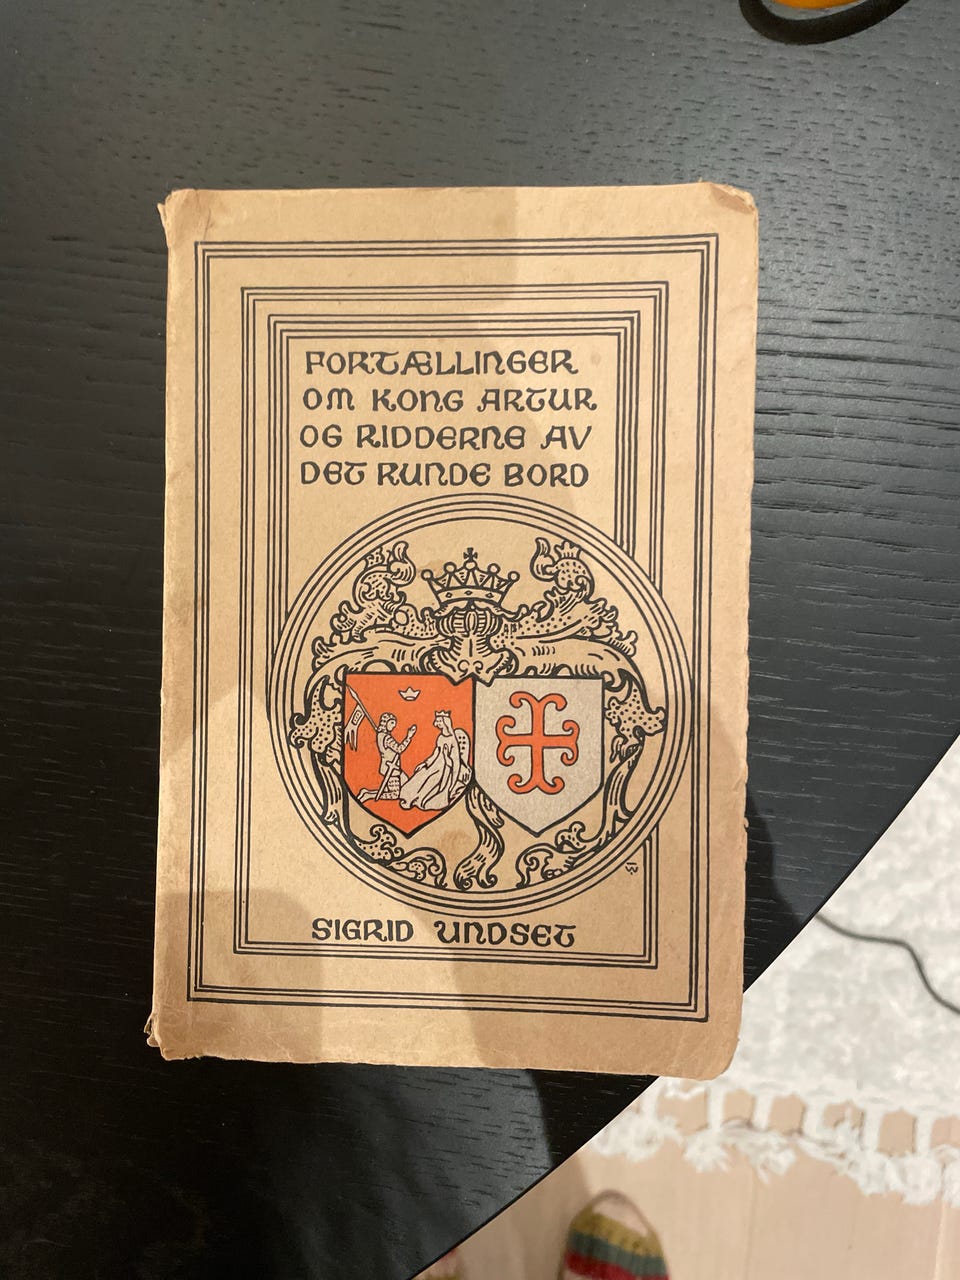 FORTÆLLINGER
OM KONG ARTUR
OG RIDDERNE AV
DET RUNDE BORD
SIGRID UNDSET